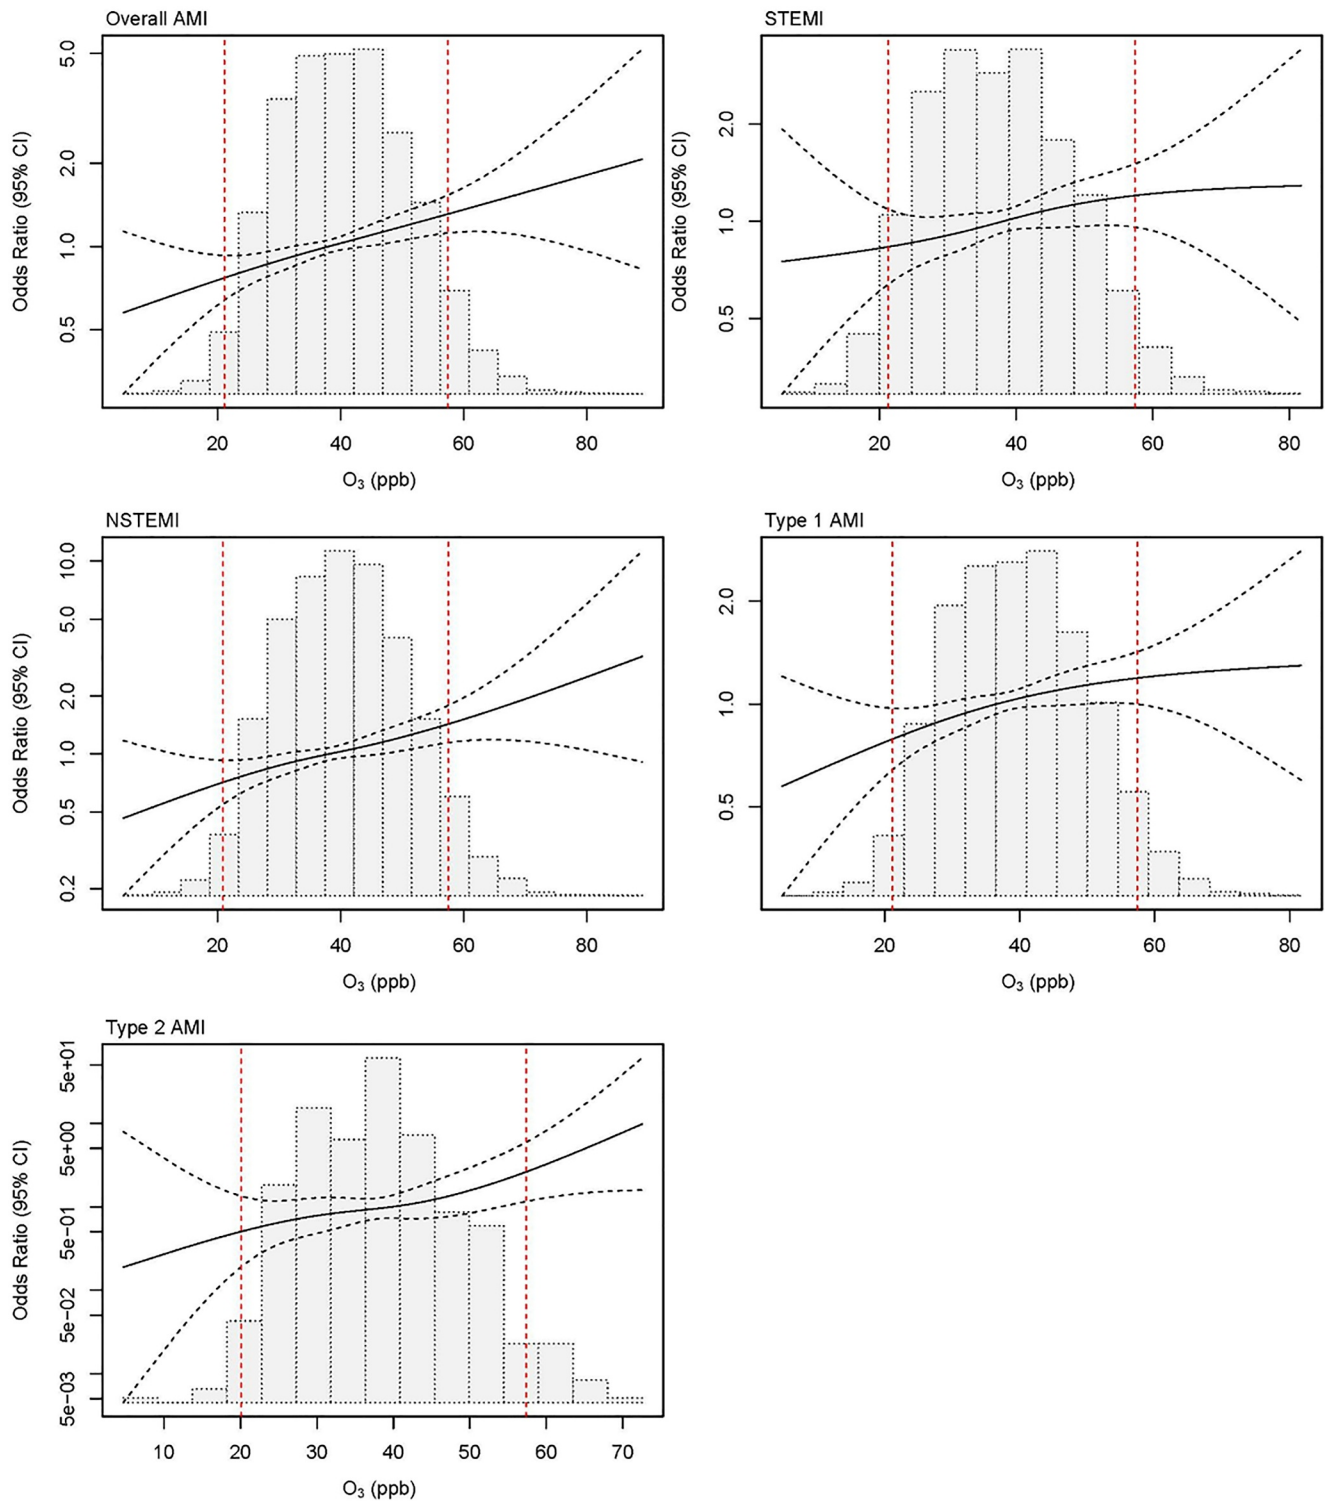 Overall AMI
Odds Ratio (95% CI)
5.0
2.0
1.0
0.5
20 40 60 80
O₃ (ppb)
STEMI
Odds Ratio (95% CI)
2.0
1.0
0.5
20 40 60 80
O₃ (ppb)
NSTEMI
Odds Ratio (95% CI)
10.0
5.0
2.0
1.0
0.5
0.2
20 40 60 80
O₃ (ppb)
Type 1 AMI
2.0
1.0
0.5
20 40 60 80
O₃ (ppb)
Type 2 AMI
Odds Ratio (95% CI)
5e+01
5e+00
5e−01
5e−02
5e−03
10 20 30 40 50 60 70
O₃ (ppb)